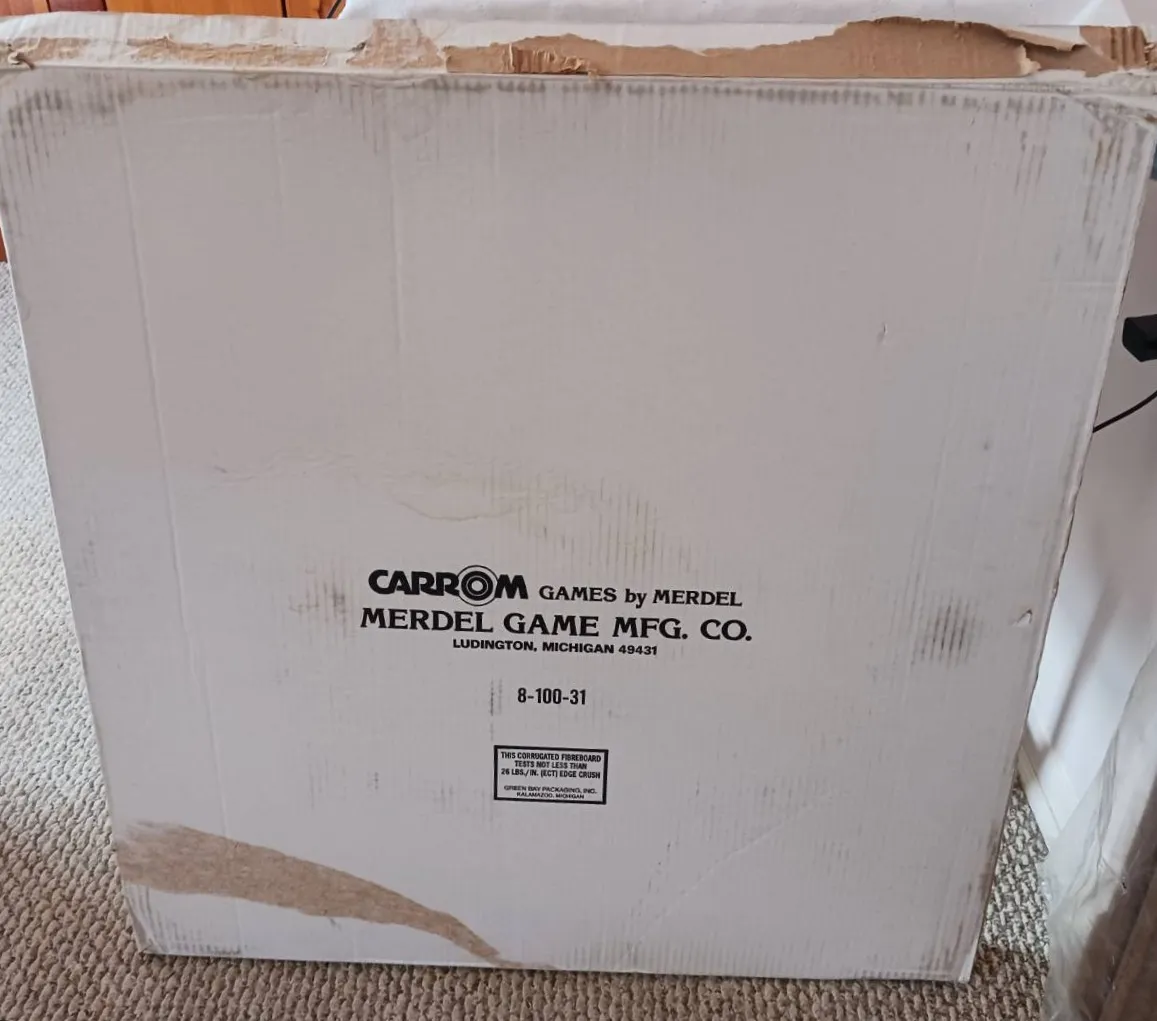 CARROM GAMES by MERDEL
MERDEL GAME MFG. CO.
LUDINGTON, MICHIGAN 49431
8-100-31
THIS CORRUGATED FIBREBOARD
TESTS NOT LESS THAN
26 LBS./IN. (ECT) EDGE CRUSH
GREEN BAY PACKAGING, INC.
KALAMAZOO, MICHIGAN